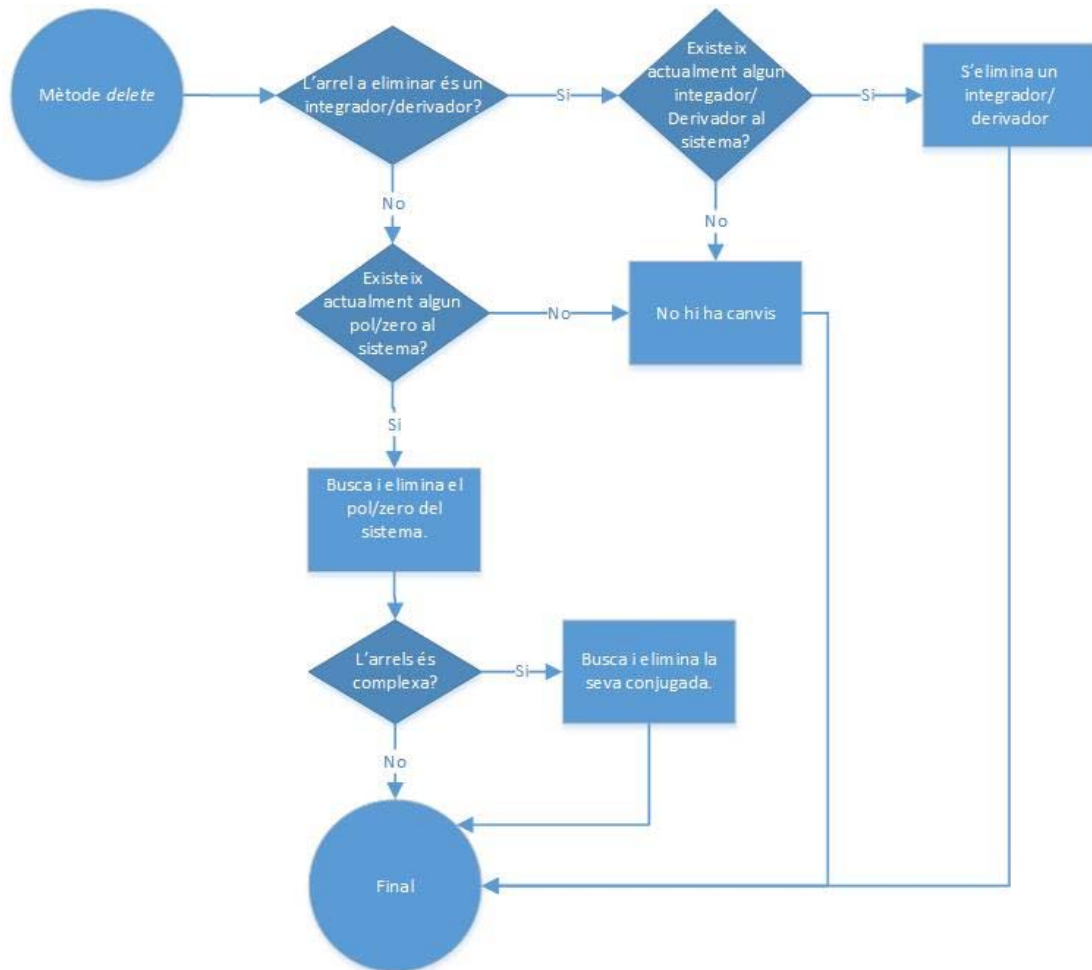 Mètode delete
L'arrel a eliminar és un
integrador/derivador?
Si
Existeix
actualment algun
integador/
Derivador al
sistema?
Si
S'elimina un
integrador/
derivador
No
No
Existeix
actualment algun
pol/zero al
sistema?
No
No hi ha canvis
Si
Busca i elimina el
pol/zero del
sistema.
L'arrels és
complexa?
Si
Busca i elimina la
seva conjugada.
No
Final